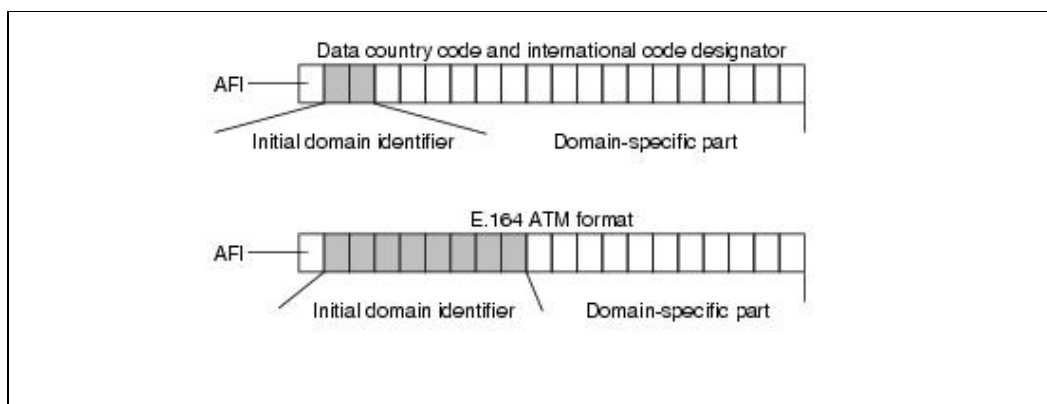 Data country code and international code designator
AFI
Initial domain identifier
Domain-specific part
E.164 ATM format
AFI
Initial domain identifier
Domain-specific part